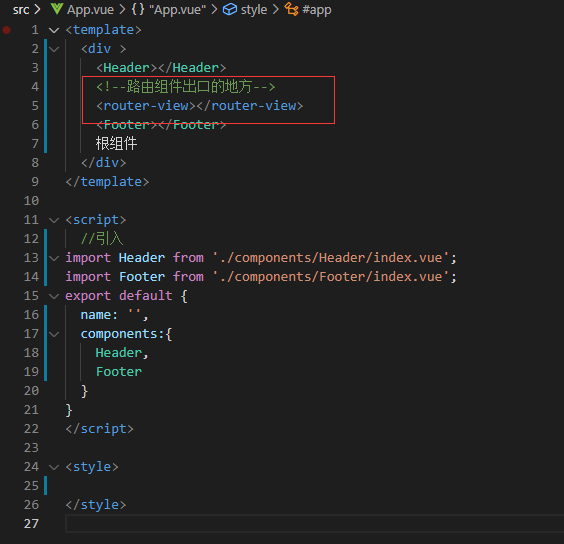 src > App.vue > {} "App.vue" > style > #app
1 <template>
2 <div >
3 <Header></Header>
4 <!--路由组件出口的地方-->
5 <router-view></router-view>
6 <Footer></Footer>
7 根组件
8 </div>
9 </template>
10
11 <script>
12 //引入
13 import Header from './components/Header/index.vue';
14 import Footer from './components/Footer/index.vue';
15 export default {
16 name: '',
17 components:{
18 Header,
19 Footer
20 }
21 }
22 </script>
23
24 <style>
25
26 </style>
27